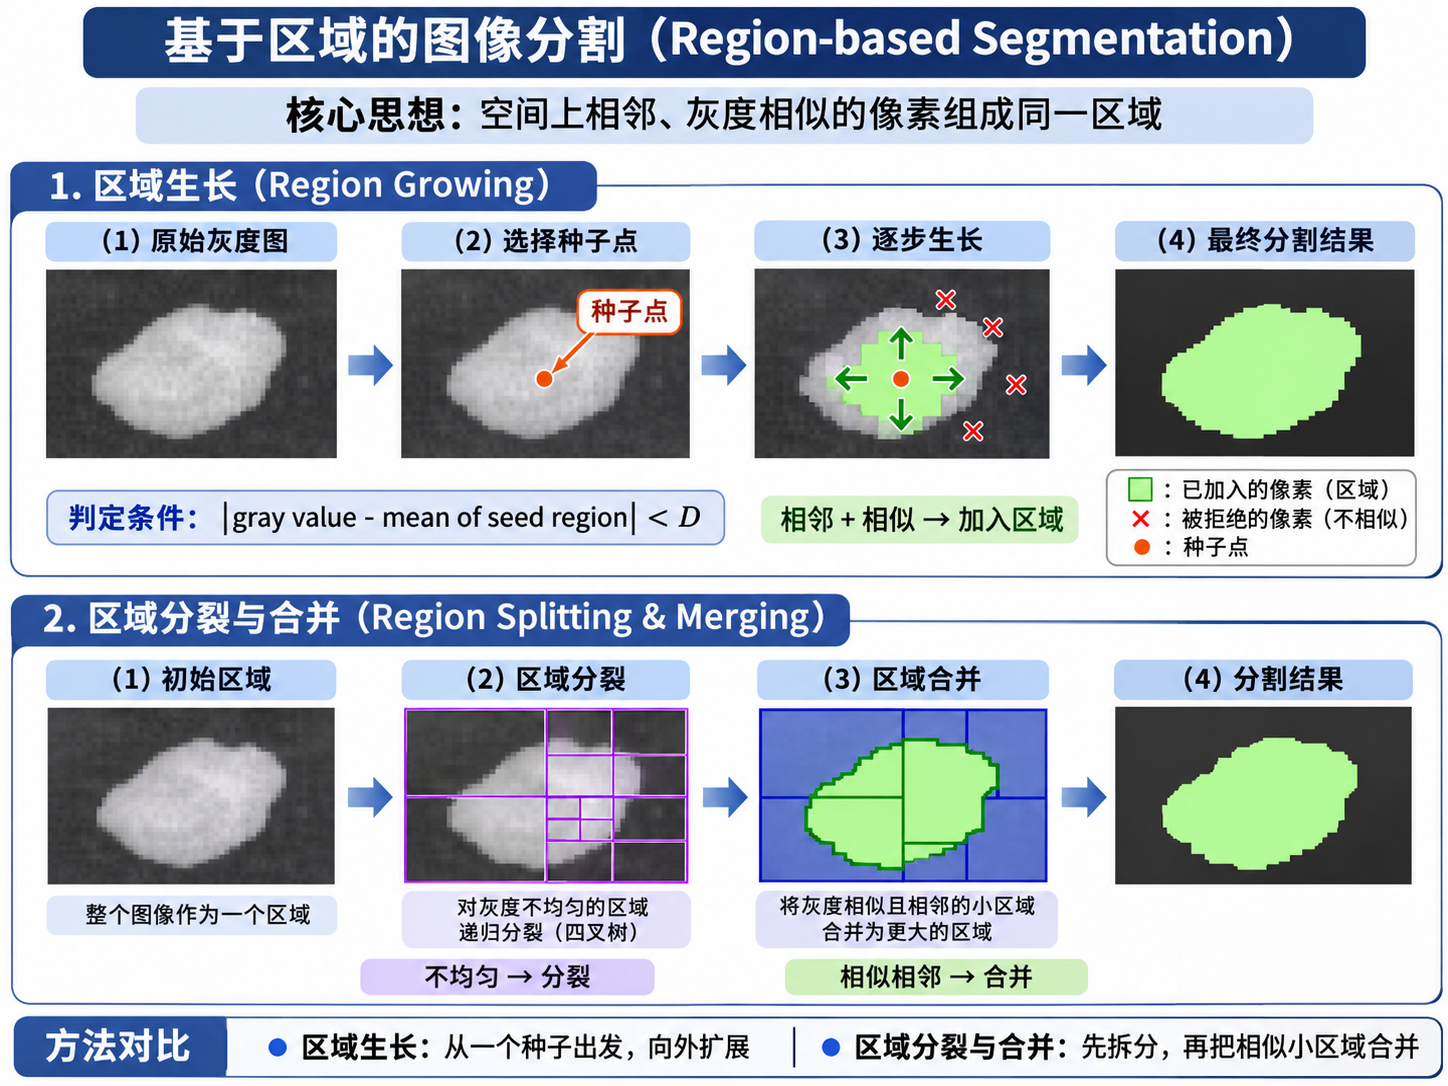 基于区域的图像分割（Region-based Segmentation）
核心思想：空间上相邻、灰度相似的像素组成同一区域
1. 区域生长（Region Growing）
（1）原始灰度图
（2）选择种子点
（3）逐步生长
（4）最终分割结果
种子点
判定条件： |gray value - mean of seed region| < D
相邻 + 相似 → 加入区域
：已加入的像素（区域）
：被拒绝的像素（不相似）
：种子点
2. 区域分裂与合并（Region Splitting & Merging）
（1）初始区域
（2）区域分裂
（3）区域合并
（4）分割结果
整个图像作为一个区域
对灰度不均匀的区域
递归分裂（四叉树）
将灰度相似且相邻的小区域
合并为更大的区域
不均匀 → 分裂
相似相邻 → 合并
方法对比
区域生长：从一个种子出发，向外扩展
区域分裂与合并：先拆分，再把相似小区域合并